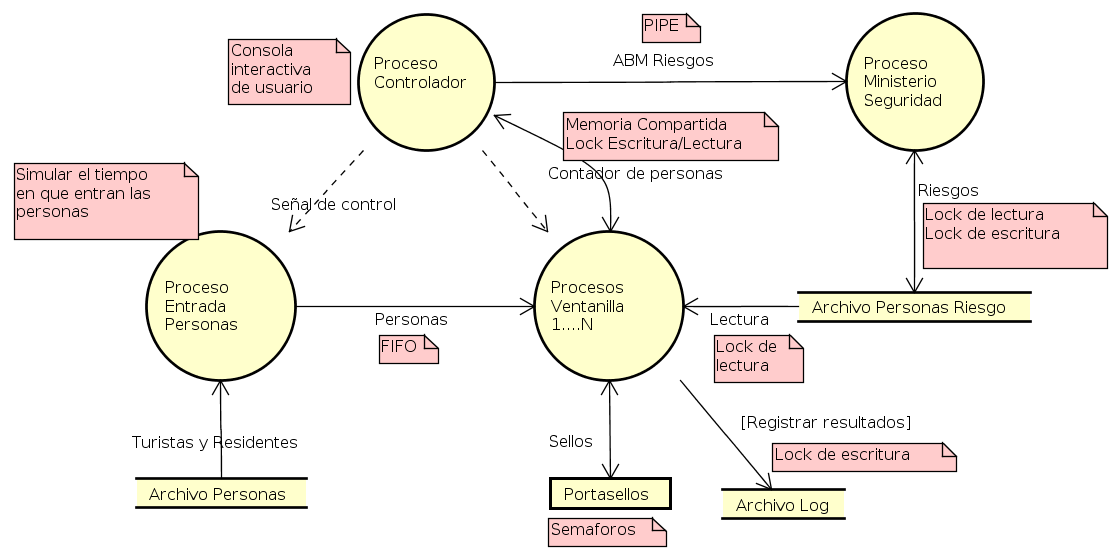 PIPE
Consola
interactiva
de usuario
Proceso
Controlador
ABM Riesgos
Proceso
Ministerio
Seguridad
Memoria Compartida
Lock Escritura/Lectura
Contador de personas
Simular el tiempo
en que entran las
personas
Señal de control
Riesgos
Lock de lectura
Lock de escritura
Proceso
Entrada
Personas
Personas
FIFO
Procesos
Ventanilla
1....N
Lectura
Lock de
lectura
Archivo Personas Riesgo
Turistas y Residentes
Sellos
[Registrar resultados]
Lock de escritura
Archivo Personas
Portasellos
Archivo Log
Semaforos